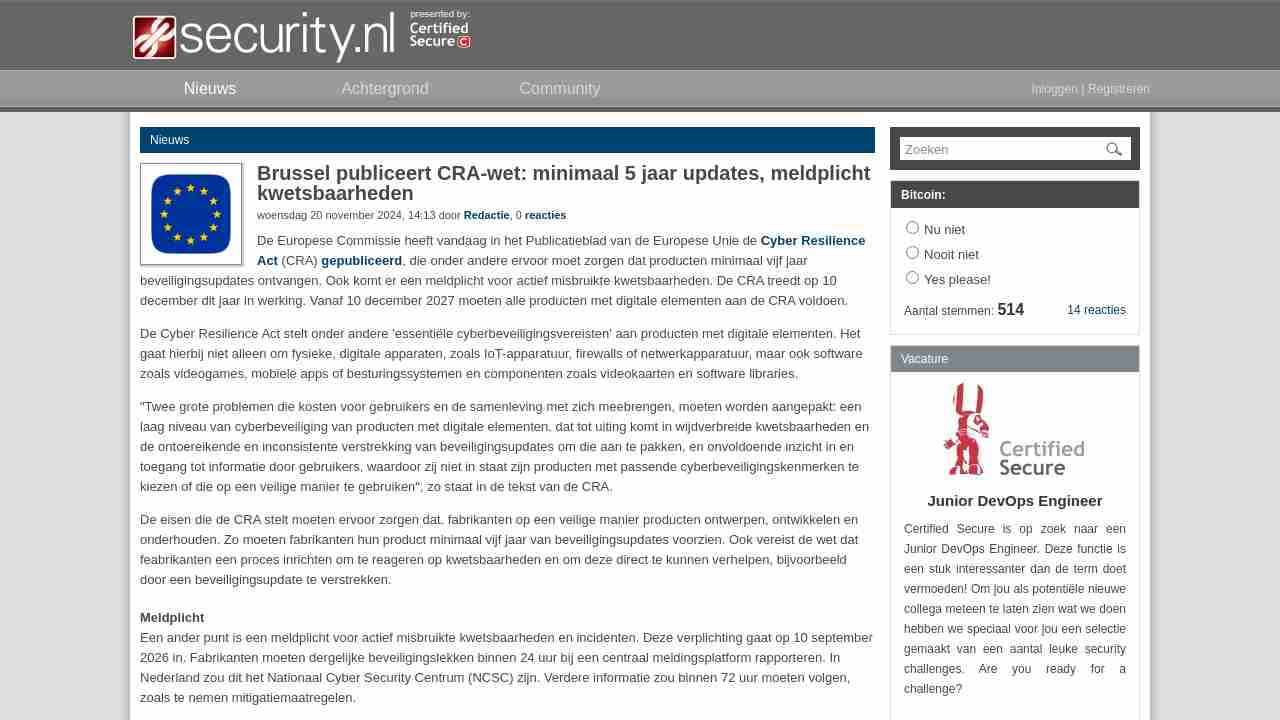 security.nl
presented by:
Certified
Secure
Nieuws
Achtergrond
Community
Inloggen | Registreren
Nieuws
Brussel publiceert CRA-wet: minimaal 5 jaar updates, meldplicht
kwetsbaarheden
woensdag 20 november 2024, 14:13 door Redactie, 0 reacties
De Europese Commissie heeft vandaag in het Publicatieblad van de Europese Unie de Cyber Resilience
Act (CRA) gepubliceerd, die onder andere ervoor moet zorgen dat producten minimaal vijf jaar
beveiligingsupdates ontvangen. Ook komt er een meldplicht voor actief misbruikte kwetsbaarheden. De CRA treedt op 10
december dit jaar in werking. Vanaf 10 december 2027 moeten alle producten met digitale elementen aan de CRA voldoen.
De Cyber Resilience Act stelt onder andere 'essentiële cyberbeveiligingsvereisten' aan producten met digitale elementen. Het
gaat hierbij niet alleen om fysieke, digitale apparaten, zoals IoT-apparatuur, firewalls of netwerkapparatuur, maar ook software
zoals videogames, mobiele apps of besturingssystemen en componenten zoals videokaarten en software libraries.
"Twee grote problemen die kosten voor gebruikers en de samenleving met zich meebrengen, moeten worden aangepakt: een
laag niveau van cyberbeveiliging van producten met digitale elementen, dat tot uiting komt in wijdverbreide kwetsbaarheden en
de ontoereikende en inconsistente verstrekking van beveiligingsupdates om die aan te pakken, en onvoldoende inzicht in en
toegang tot informatie door gebruikers, waardoor zij niet in staat zijn producten met passende cyberbeveiligingskenmerken te
kiezen of die op een veilige manier te gebruiken", zo staat in de tekst van de CRA.
De eisen die de CRA stelt moeten ervoor zorgen dat. fabrikanten op een veilige manier producten ontwerpen, ontwikkelen en
onderhouden. Zo moeten fabrikanten hun product minimaal vijf jaar van beveiligingsupdates voorzien. Ook vereist de wet dat
feabrikanten een proces inrichten om te reageren op kwetsbaarheden en om deze direct te kunnen verhelpen, bijvoorbeeld
door een beveiligingsupdate te verstrekken.
Meldplicht
Een ander punt is een meldplicht voor actief misbruikte kwetsbaarheden en incidenten. Deze verplichting gaat op 10 september
2026 in. Fabrikanten moeten dergelijke beveiligingslekken binnen 24 uur bij een centraal meldingsplatform rapporteren. In
Nederland zou dit het Nationaal Cyber Security Centrum (NCSC) zijn. Verdere informatie zou binnen 72 uur moeten volgen,
zoals te nemen mitigatiemaatregelen.
Zoeken
Bitcoin:
Nu niet
Nooit niet
Yes please!
Aantal stemmen: 514
14 reacties
Vacature
Certified
Secure
Junior DevOps Engineer
Certified Secure is op zoek naar een
Junior DevOps Engineer. Deze functie is
een stuk interessanter dan de term doet
vermoeden! Om jou als potentiële nieuwe
collega meteen te laten zien wat we doen
hebben we speciaal voor jou een selectie
gemaakt van een aantal leuke security
challenges. Are you ready for a
challenge?